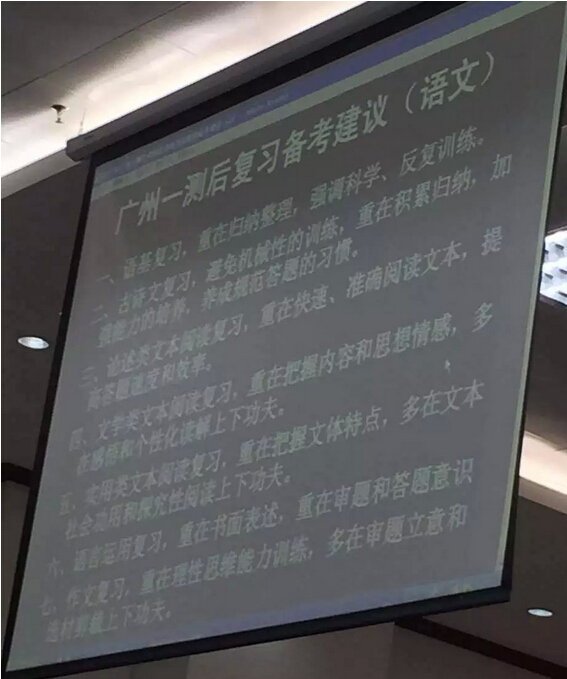 广州一测后复习备考建议（语文）
一、语基复习，重在归纳整理，强调科学、反复训练。
二、古诗文复习，避免机械性的训练，重在积累归纳，加
强能力的培养，养成规范答题的习惯。
三、论述类文本阅读复习，重在快速、准确阅读文本，提
高答题速度和效率。
四、文学类文本阅读复习，重在把握内容和思想情感，多
在感悟和个性化读解上下功夫。
五、实用类文本阅读复习，重在把握文体特点，多在文本
社会功用和探究性阅读上下功夫。
六、语言运用复习，重在书面表述，重在审题和答题意识
七、作文复习，重在理性思维能力训练，多在审题立意和
选材剪裁上下功夫。